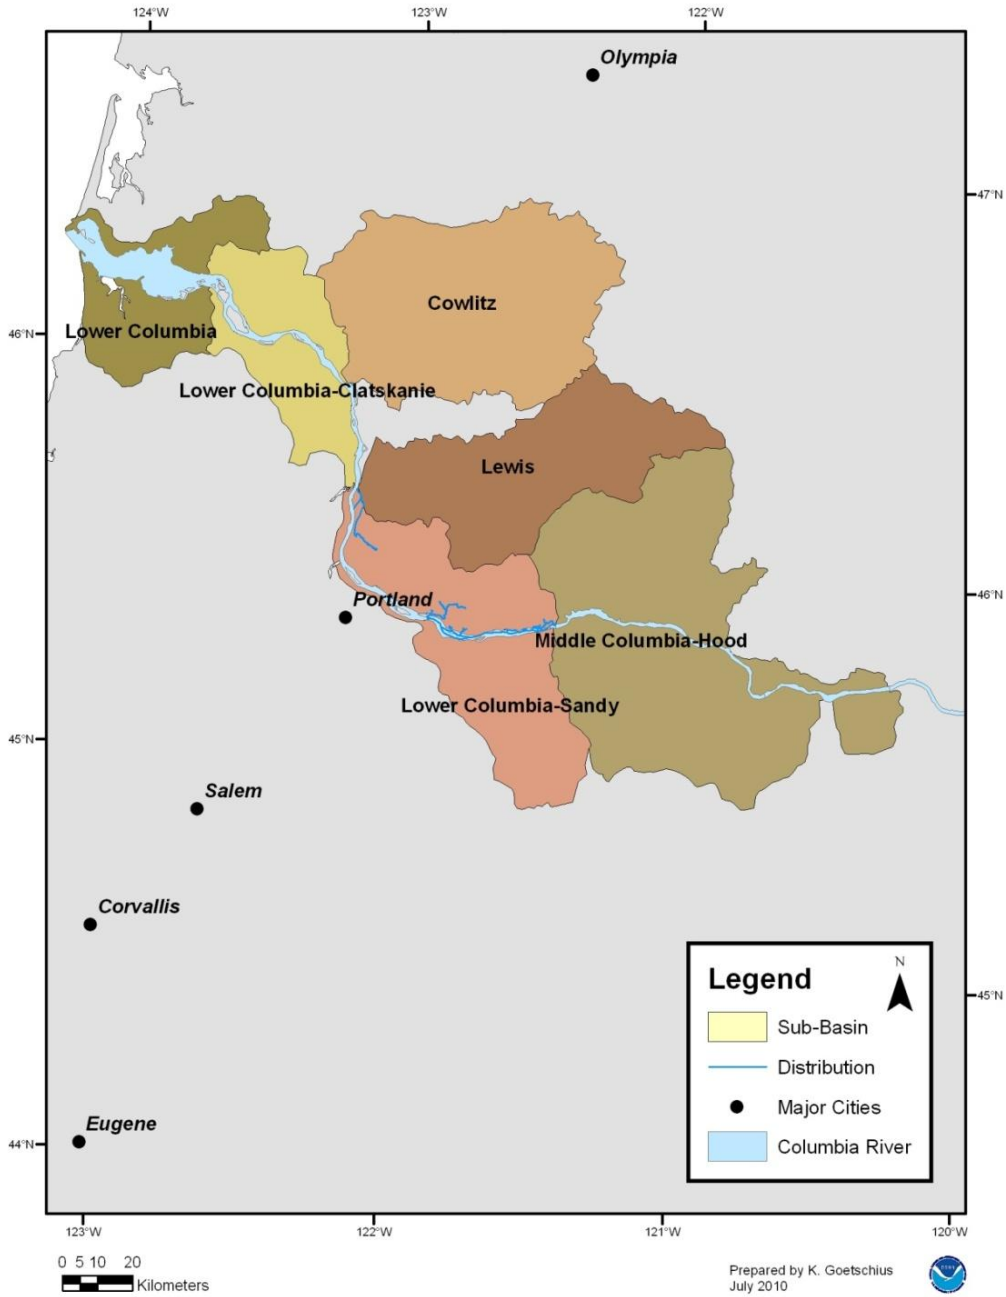 124°W 123°W 122°W
Olympia
47°N
Cowlitz
Lower Columbia
46°N
Lower Columbia-Clatskanie
Lewis
Portland
46°N
Middle Columbia-Hood
Lower Columbia-Sandy
45°N
Salem
Corvallis
Legend
N
Sub-Basin
Distribution
Major Cities
Columbia River
45°N
Eugene
44°N
123°W 122°W 121°W 120°W
0 5 10 20
Kilometers
Prepared by K. Goetschius
July 2010